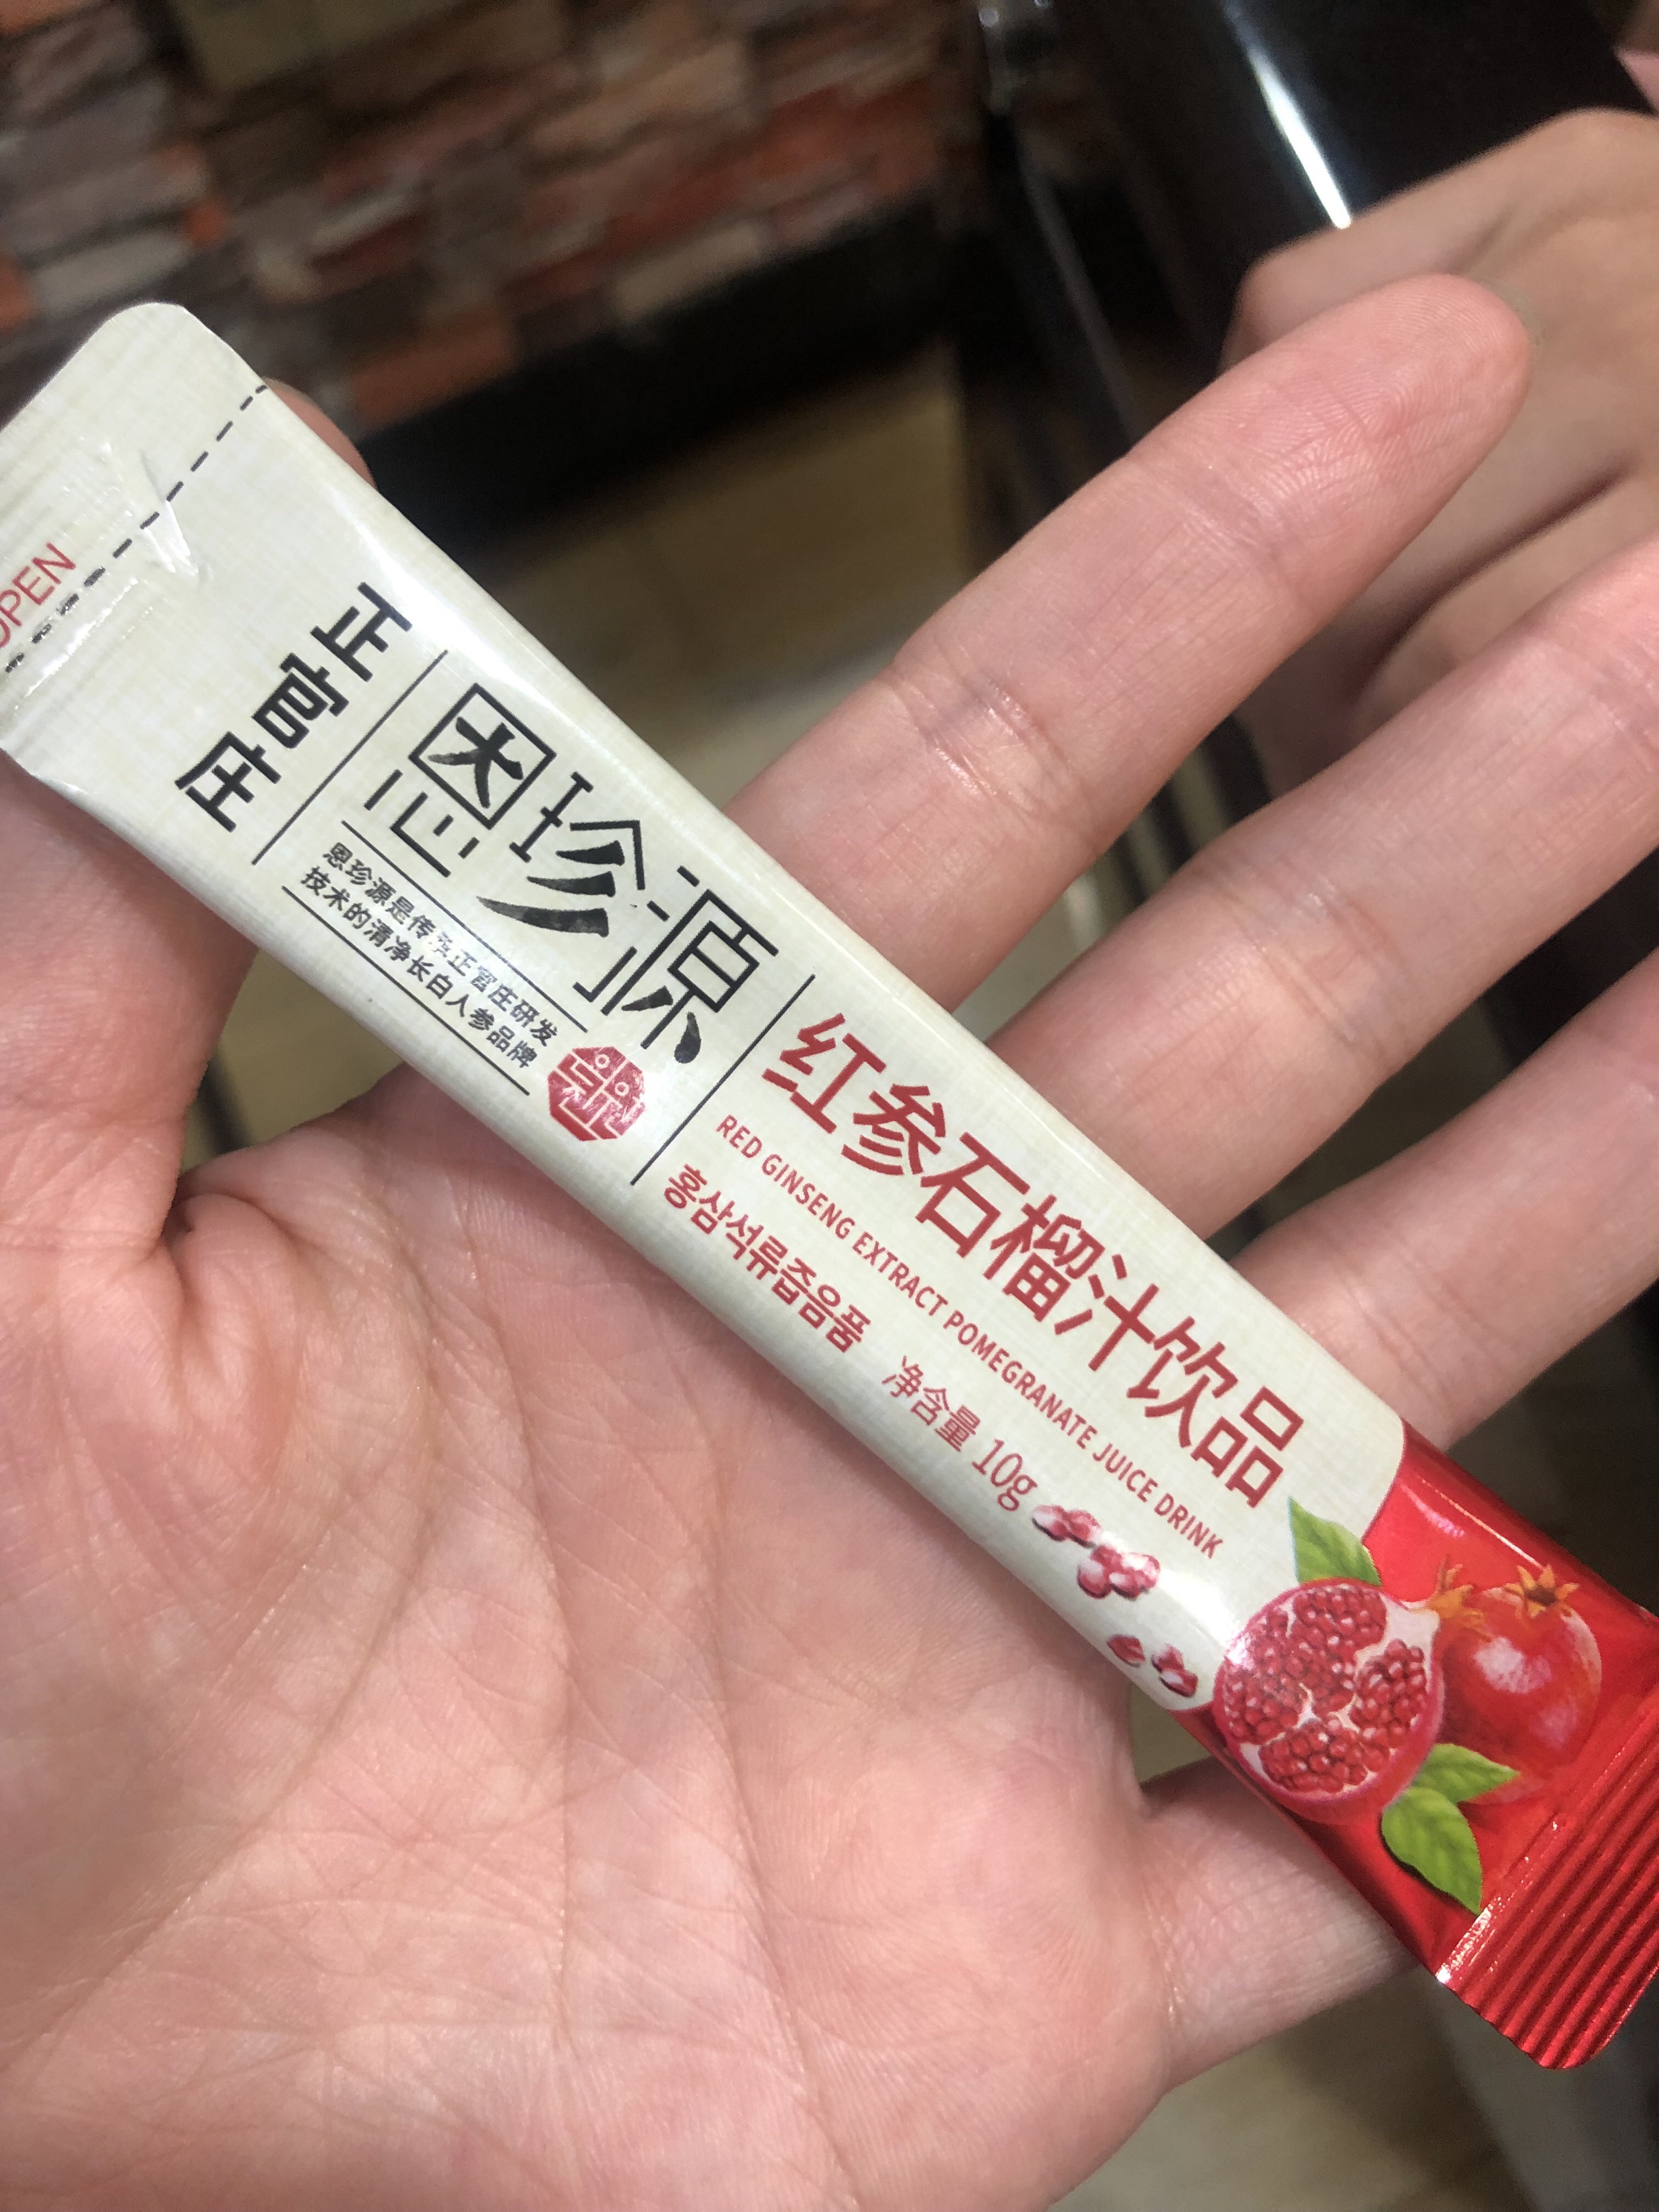 OPEN
正官庄
恩珍源
恩珍源是传承正官庄研发
技术的清净长白人参品牌
红参石榴汁饮品
RED GINSENG EXTRACT POMEGRANATE JUICE DRINK
홍삼석류즙음품
净含量 10g